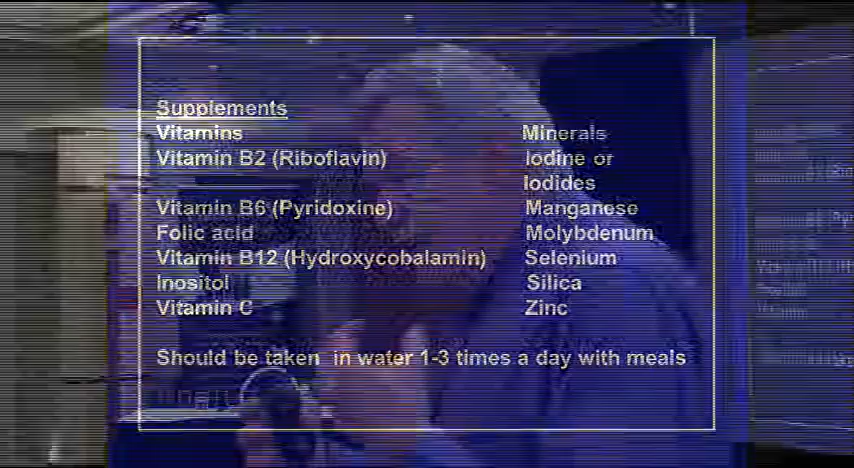 Supplements
Vitamins Minerals
Vitamin B2 (Riboflavin) Iodine or
Iodides
Vitamin B6 (Pyridoxine) Manganese
Folic acid Molybdenum
Vitamin B12 (Hydroxycobalamin) Selenium
Inositol Silica
Vitamin C Zinc
Should be taken in water 1-3 times a day with meals